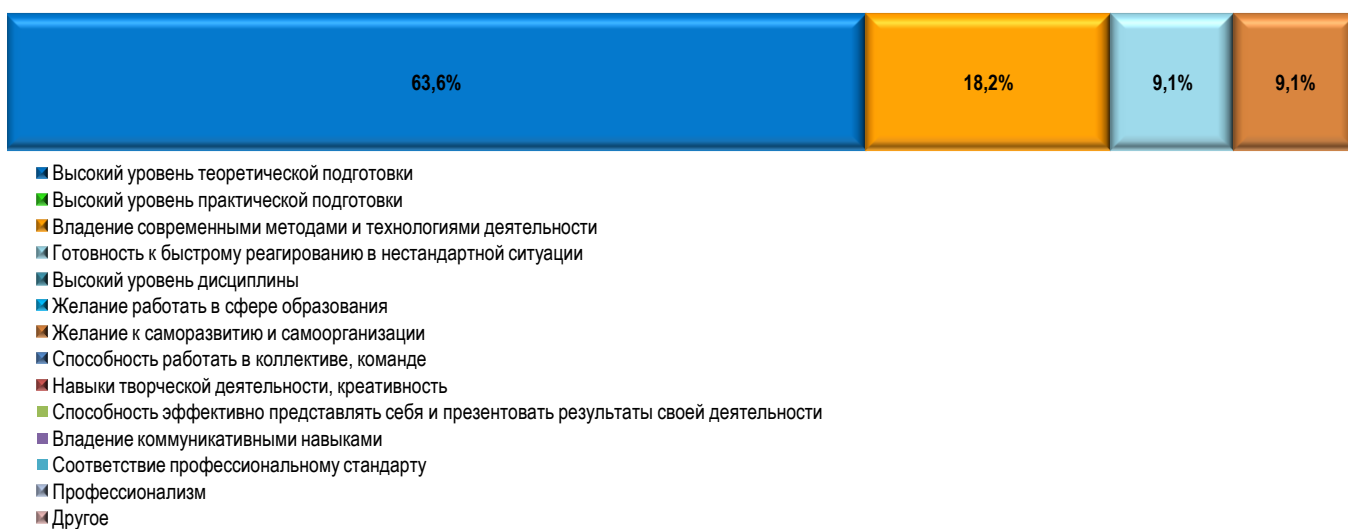 63,6% 18,2% 9,1% 9,1%
Высокий уровень теоретической подготовки
Высокий уровень практической подготовки
Владение современными методами и технологиями деятельности
Готовность к быстрому реагированию в нестандартной ситуации
Высокий уровень дисциплины
Желание работать в сфере образования
Желание к саморазвитию и самоорганизации
Способность работать в коллективе, команде
Навыки творческой деятельности, креативность
Способность эффективно представлять себя и презентовать результаты своей деятельности
Владение коммуникативными навыками
Соответствие профессиональному стандарту
Профессионализм
Другое